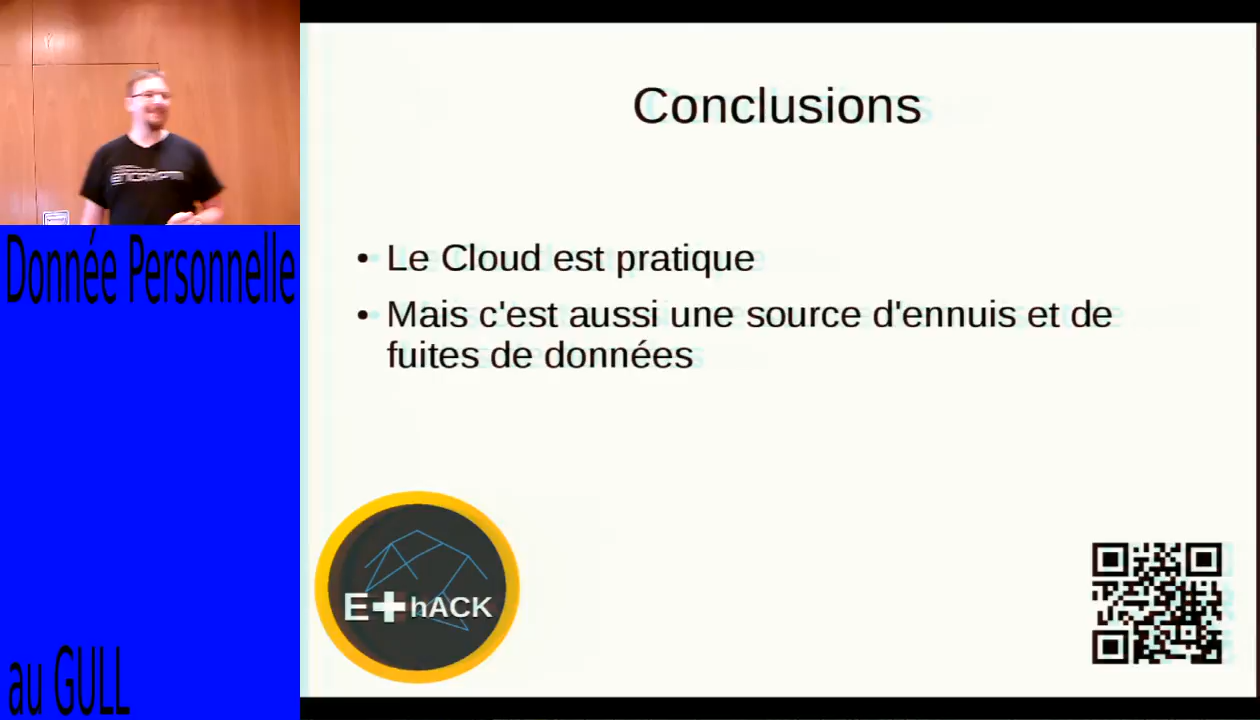 Conclusions
• Le Cloud est pratique
• Mais c'est aussi une source d'ennuis et de
fuites de données
E+hACK
Donnée Personnelle
au GULL